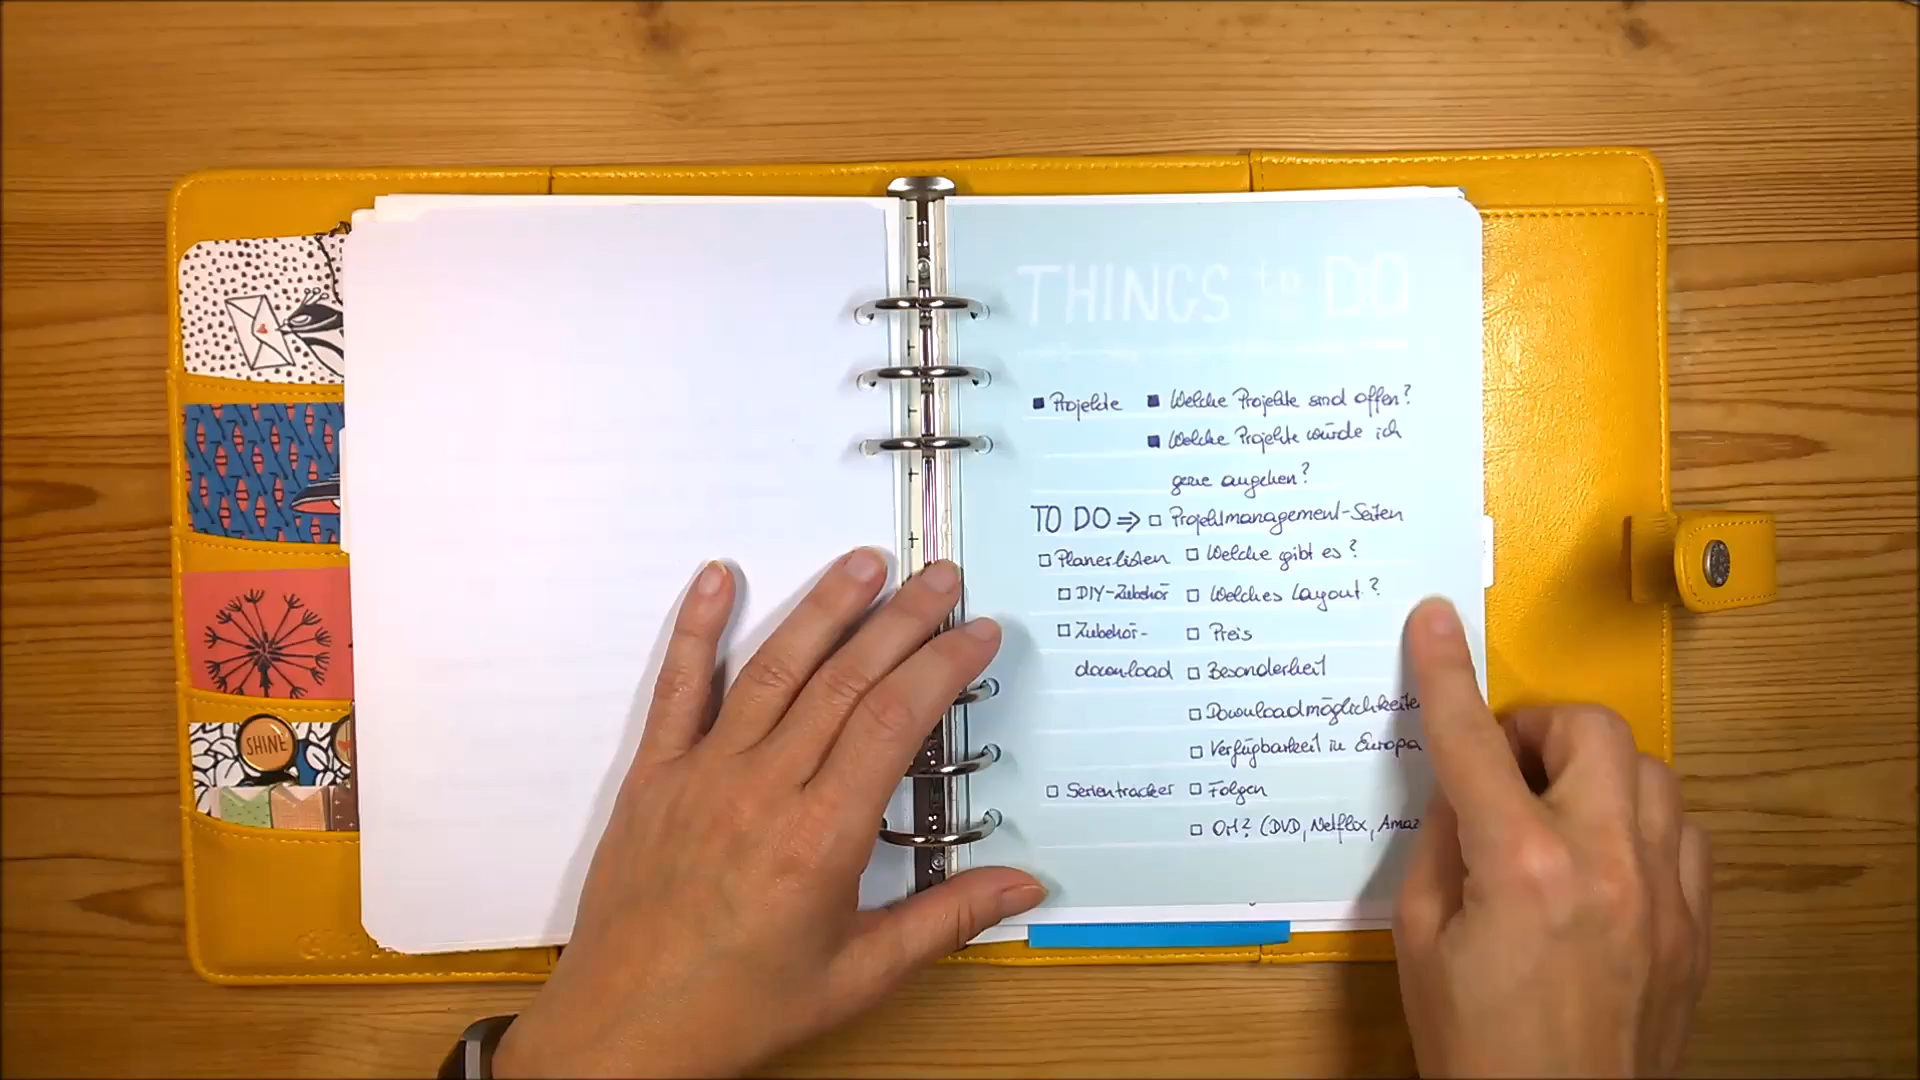 SHINE
THINGS to DO
Projekte Welche Projekte sind offen?
Welche Projekte würde ich
gerne angehen?
TO DO ⇒ Projektmanagement-Seiten
Planerlisten Welche gibt es?
DIY-Zubehör Welches Layout?
Zubehör- Preis
download Besonderheit
Downloadmöglichkeite
Verfügbarkeit in Europa
Serientracker Folgen
Ort? (DVD, Netflix, Amaz